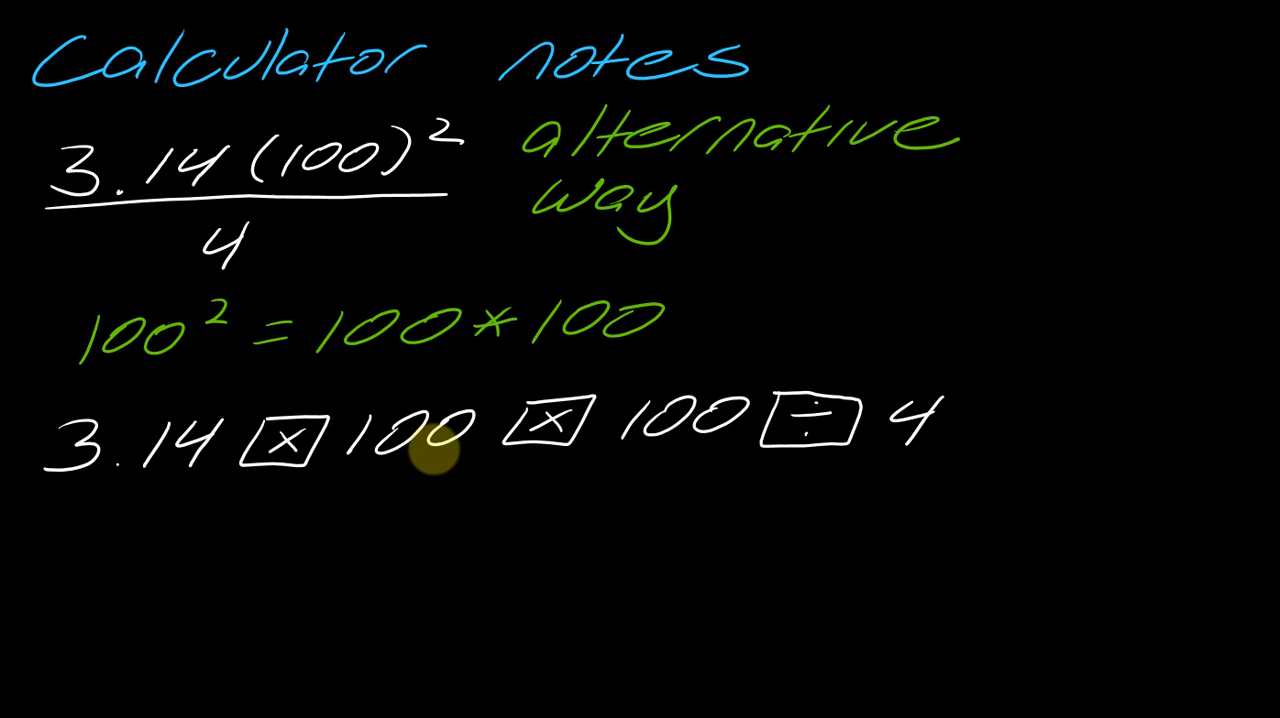 Calculator notes
3.14 (100)²
4
alternative
way
100² = 100 * 100
3.14 × 100 × 100 ÷ 4